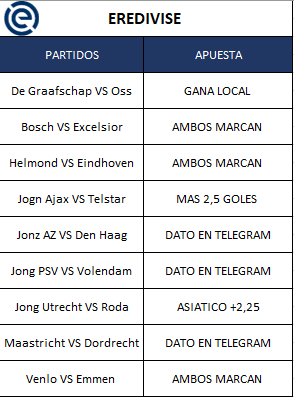 EREDIVISE
PARTIDOS APUESTA
De Graafschap VS Oss GANA LOCAL
Bosch VS Excelsior AMBOS MARCAN
Helmond VS Eindhoven AMBOS MARCAN
Jogn Ajax VS Telstar MAS 2,5 GOLES
Jonz AZ VS Den Haag DATO EN TELEGRAM
Jong PSV VS Volendam DATO EN TELEGRAM
Jong Utrecht VS Roda ASIATICO +2,25
Maastricht VS Dordrecht DATO EN TELEGRAM
Venlo VS Emmen AMBOS MARCAN